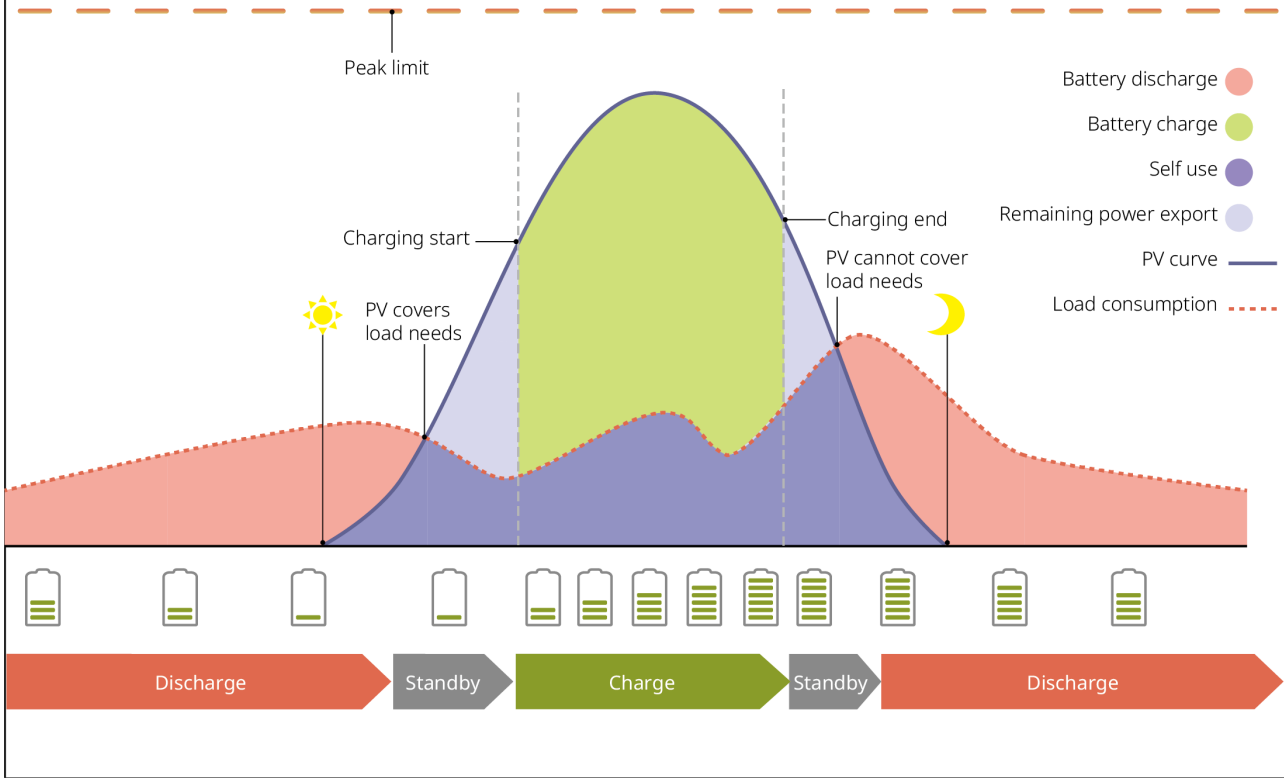 Peak limit
Battery discharge
Battery charge
Self use
Remaining power export
PV curve
Load consumption
Charging start
Charging end
PV cannot cover
load needs
PV covers
load needs
Discharge
Standby
Charge
Standby
Discharge